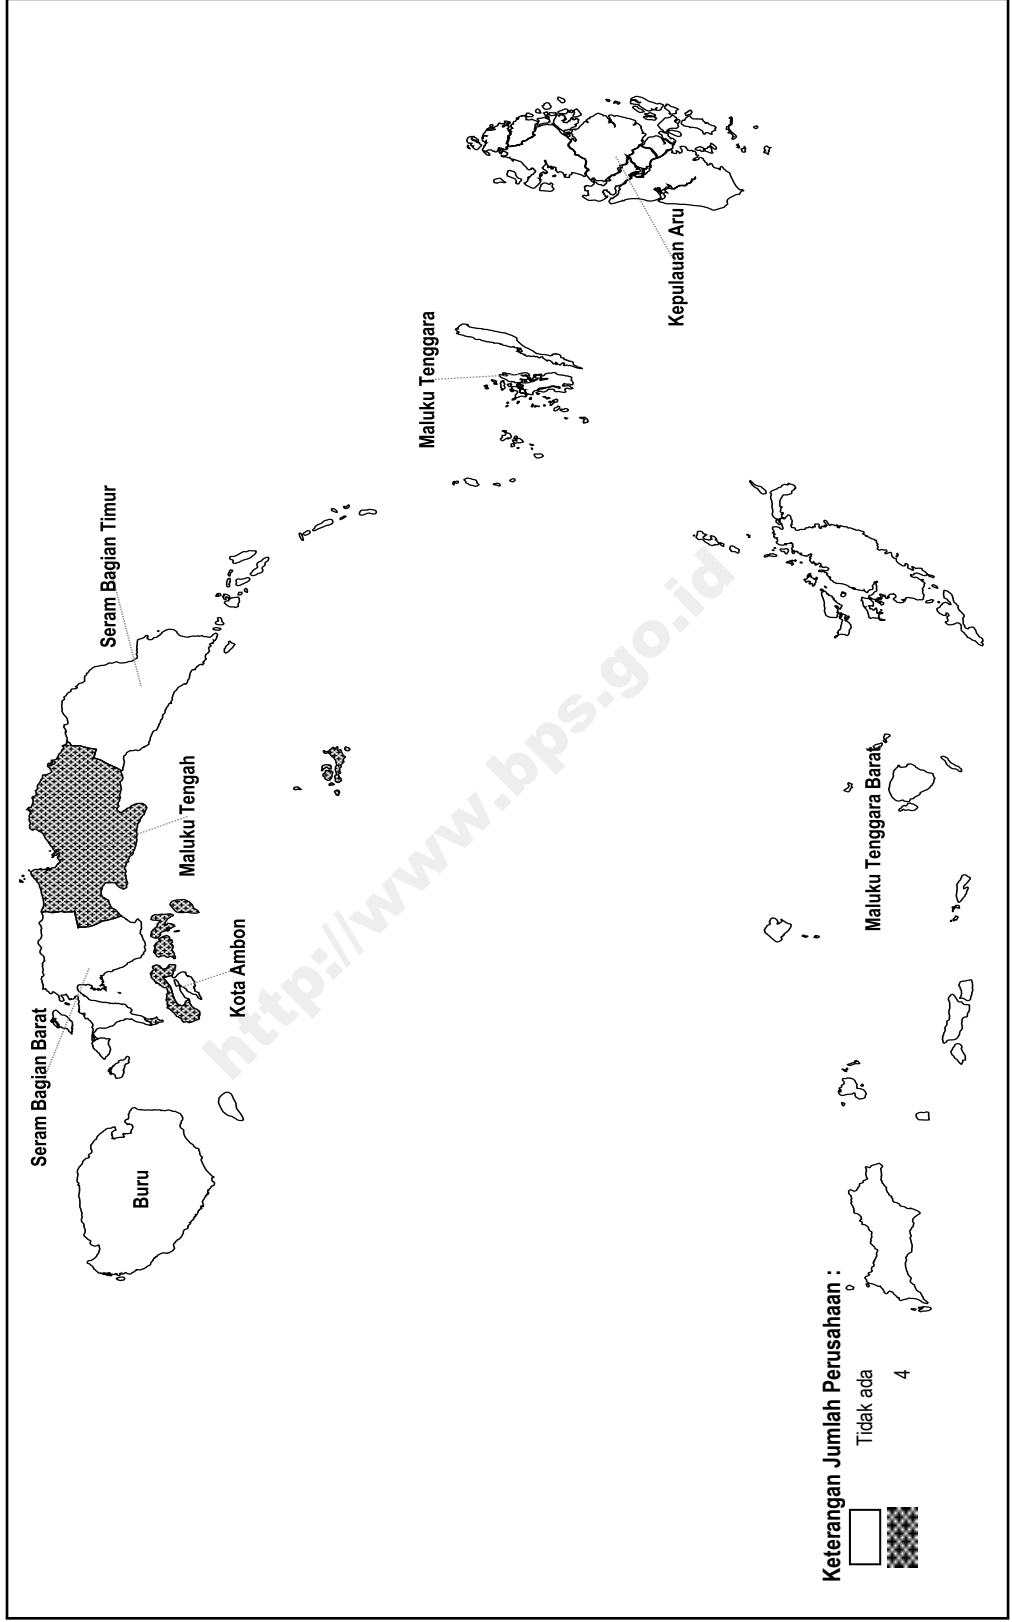 Seram Bagian Barat
Seram Bagian Timur
Buru
Maluku Tengah
Kota Ambon
Maluku Tenggara
Kepulauan Aru
Maluku Tenggara Barat
Keterangan Jumlah Perusahaan :
Tidak ada
4
http://www.bps.go.id